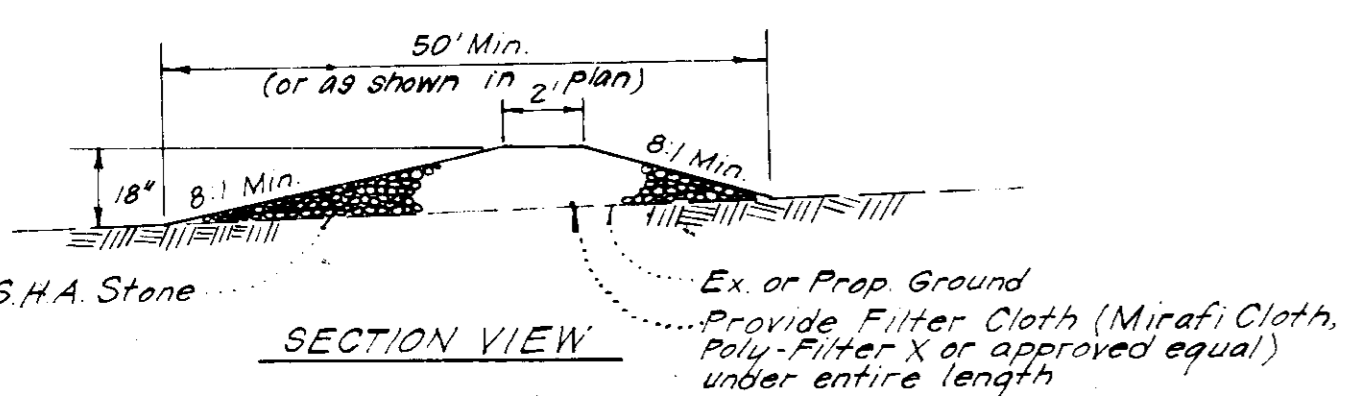 50' Min.
(or as shown in plan)
2'
18"
8:1 Min.
8:1 Min.
S.H.A. Stone
Ex. or Prop. Ground
Provide Filter Cloth (Mirafi Cloth,
Poly-Filter X or approved equal)
under entire length
SECTION VIEW